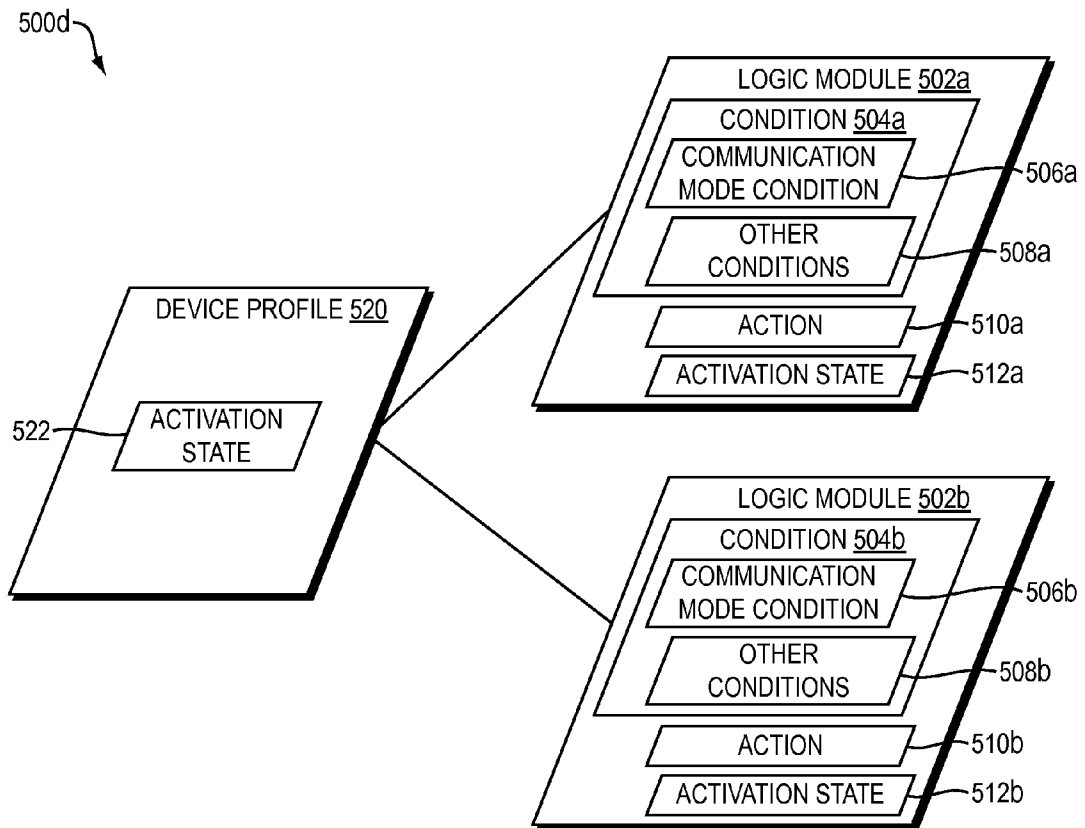 500d
LOGIC MODULE 502a
CONDITION 504a
COMMUNICATION
MODE CONDITION
506a
OTHER
CONDITIONS
508a
ACTION
510a
ACTIVATION STATE
512a
DEVICE PROFILE 520
ACTIVATION
STATE
522
LOGIC MODULE 502b
CONDITION 504b
COMMUNICATION
MODE CONDITION
506b
OTHER
CONDITIONS
508b
ACTION
510b
ACTIVATION STATE
512b